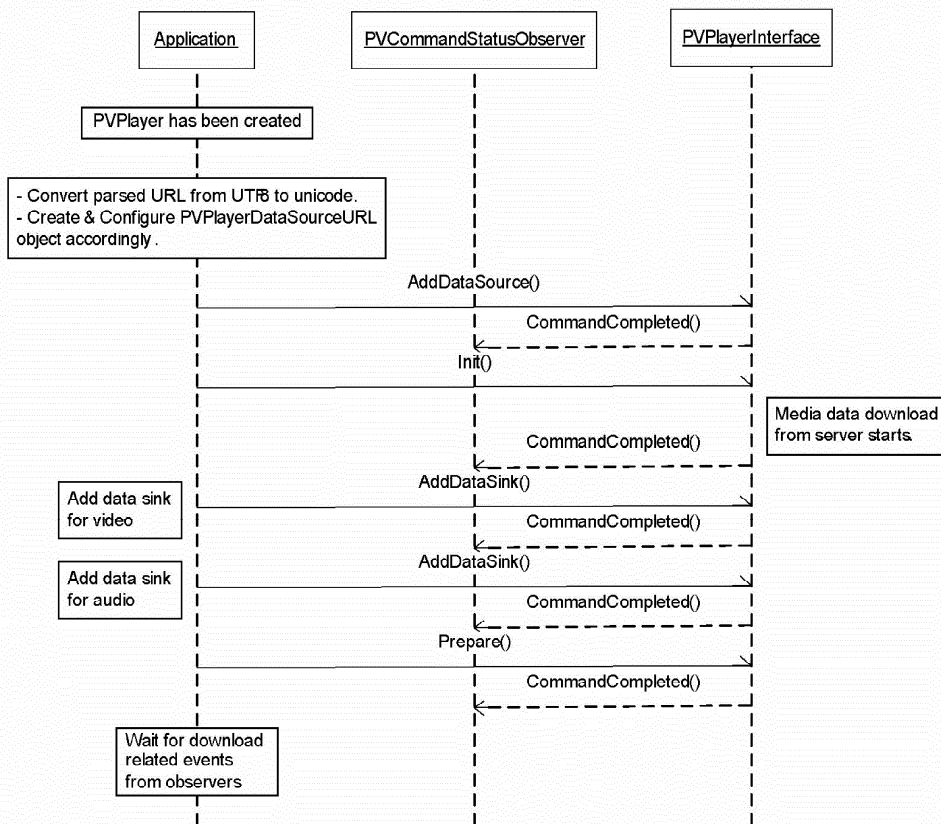 Application
PVCommandStatusObserver
PVPlayerInterface
PVPlayer has been created
- Convert parsed URL from UTF8 to unicode.
- Create & Configure PVPlayerDataSourceURL
object accordingly .
AddDataSource()
CommandCompleted()
Init()
Media data download
from server starts.
CommandCompleted()
AddDataSink()
Add data sink
for video
CommandCompleted()
AddDataSink()
Add data sink
for audio
CommandCompleted()
Prepare()
CommandCompleted()
Wait for download
related events
from observers